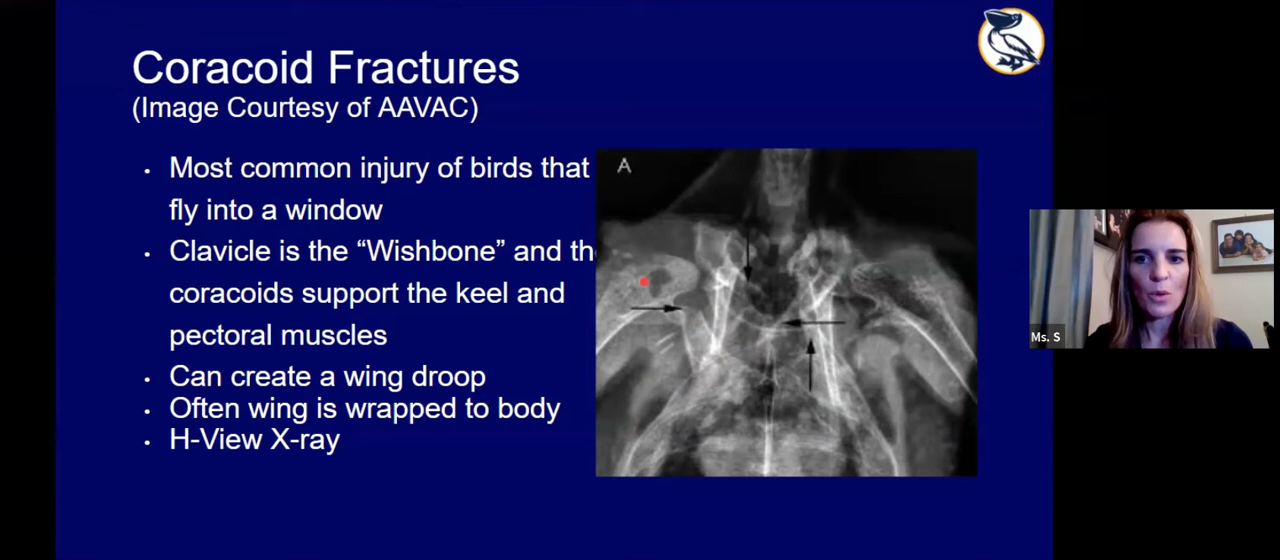 Coracoid Fractures
(Image Courtesy of AAVAC)
• Most common injury of birds that
fly into a window
• Clavicle is the “Wishbone” and th
coracoids support the keel and
pectoral muscles
• Can create a wing droop
• Often wing is wrapped to body
• H-View X-ray
A
Ms. S